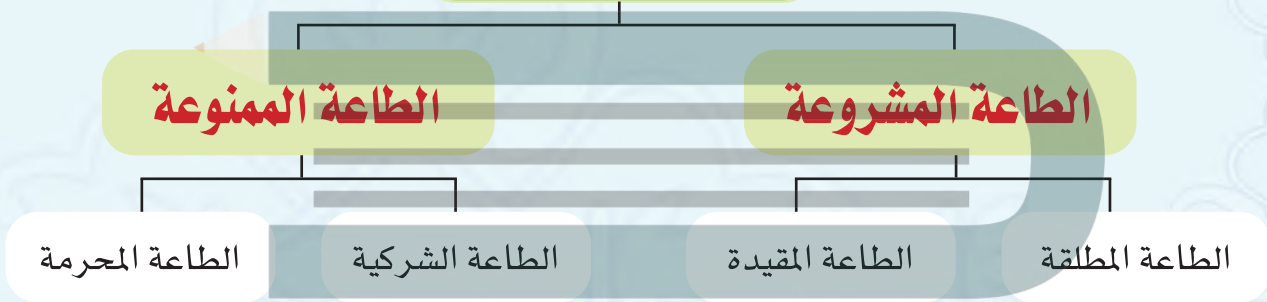 الطاعة المشروعة
الطاعة الممنوعة
الطاعة المطلقة
الطاعة المقيدة
الطاعة الشركية
الطاعة المحرمة